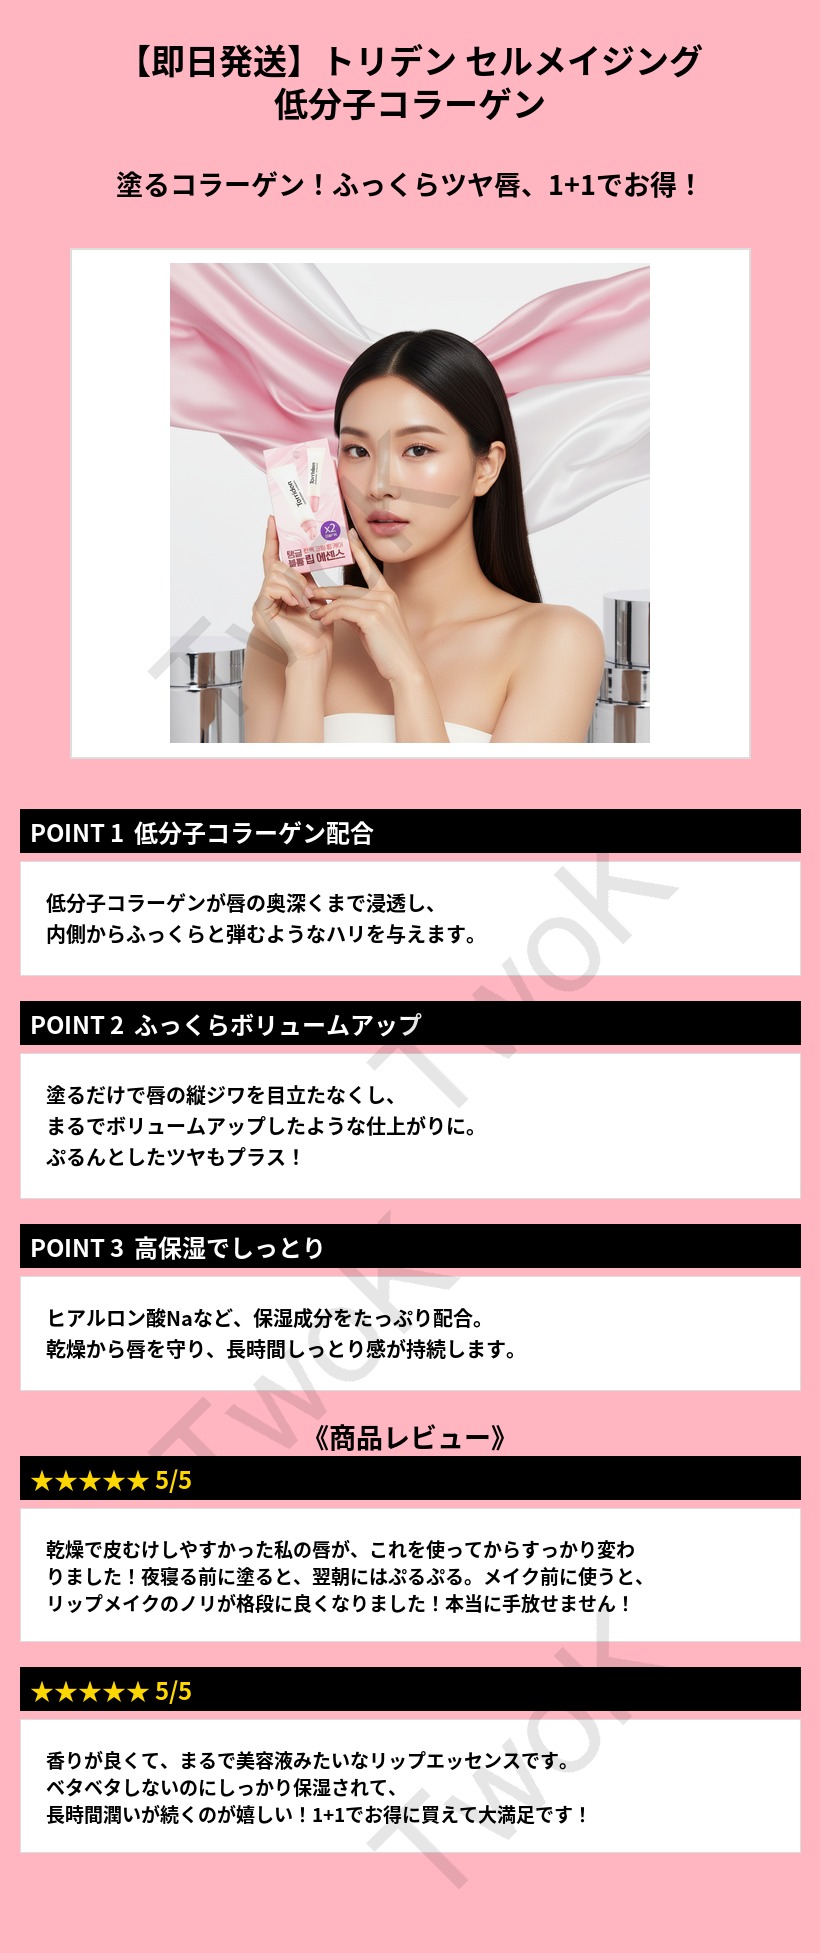 【即日発送】トリデン セルメイジング
低分子コラーゲン
塗るコラーゲン！ふっくらツヤ唇、1+1でお得！
Torriden
Torriden
x2
탱글
볼륨 립 에센스
TwoK
POINT 1 低分子コラーゲン配合
低分子コラーゲンが唇の奥深くまで浸透し、
内側からふっくらと弾むようなハリを与えます。
TwoK
POINT 2 ふっくらボリュームアップ
塗るだけで唇の縦ジワを目立たなくし、
まるでボリュームアップしたような仕上がりに。
ぷるんとしたツヤもプラス！
POINT 3 高保湿でしっとり
ヒアルロン酸Naなど、保湿成分をたっぷり配合。
乾燥から唇を守り、長時間しっとり感が持続します。
TwoK
《商品レビュー》
★★★★★ 5/5
乾燥で皮むけしやすかった私の唇が、これを使ってからすっかり変わ
りました！夜寝る前に塗ると、翌朝にはぷるぷる。メイク前に使うと、
リップメイクのノリが格段に良くなりました！本当に手放せません！
★★★★★ 5/5
香りが良くて、まるで美容液みたいなリップエッセンスです。
ベタベタしないのにしっかり保湿されて、
長時間潤いが続くのが嬉しい！1+1でお得に買えて大満足です！
TwoK